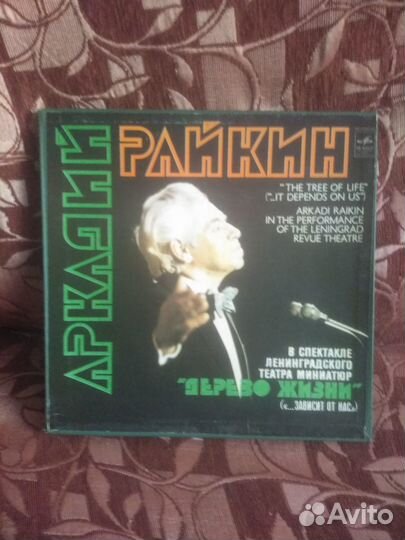 АРКАДИЙ
РАЙКИН
"THE TREE OF LIFE"
("...IT DEPENDS ON US")
ARKADI RAIKIN
IN THE PERFORMANCE
OF THE LENINGRAD
REVUE THEATRE
В СПЕКТАКЛЕ
ЛЕНИНГРАДСКОГО
ТЕАТРА МИНИАТЮР
"ДЕРЕВО ЖИЗНИ"
(«...ЗАВИСИТ ОТ НАС»)
Avito